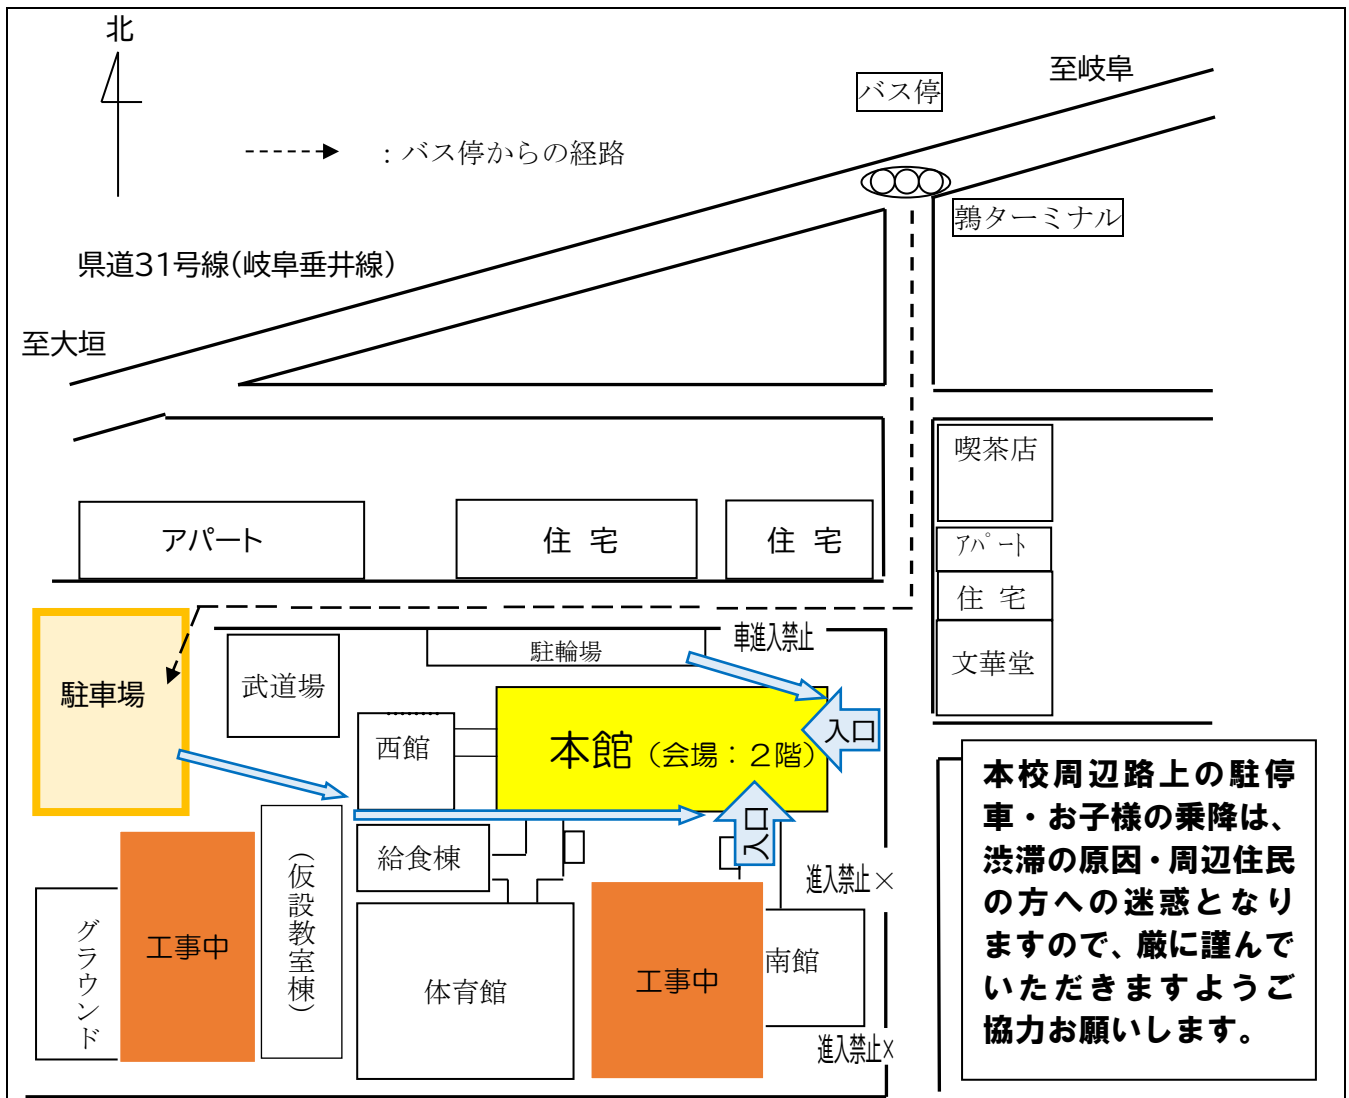 北
至岐阜
バス停
：バス停からの経路
鶉ターミナル
県道31号線(岐阜垂井線)
至大垣
喫茶店
アパート
住 宅
住 宅
アパート
住 宅
文華堂
車進入禁止
駐輪場
武道場
駐車場
西館
本館（会場：２階）
入口
入口
給食棟
（仮設教室棟）
進入禁止×
グラウンド
工事中
体育館
工事中
南館
進入禁止×
本校周辺路上の駐停
車・お子様の乗降は、
渋滞の原因・周辺住民
の方への迷惑となり
ますので、厳に謹んで
いただきますようご
協力お願いします。